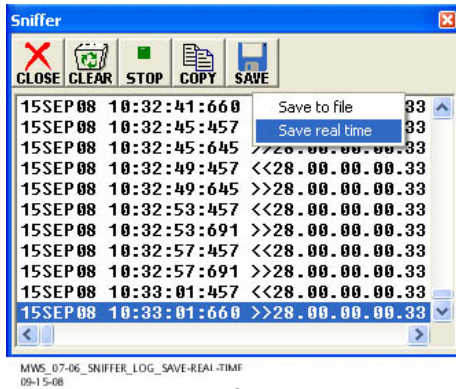 Sniffer
CLOSE CLEAR STOP COPY SAVE
Save to file
Save real time
15SEP08 10:32:41:660 33
15SEP08 10:32:45:457 33
15SEP08 10:32:45:645 >>28.00.00.00.33
15SEP08 10:32:49:457 <<28.00.00.00.33
15SEP08 10:32:49:645 >>28.00.00.00.33
15SEP08 10:32:53:457 <<28.00.00.00.33
15SEP08 10:32:53:691 >>28.00.00.00.33
15SEP08 10:32:57:457 <<28.00.00.00.33
15SEP08 10:32:57:691 >>28.00.00.00.33
15SEP08 10:33:01:457 <<28.00.00.00.33
15SEP08 10:33:01:660 >>28.00.00.00.33
MWS_07-06_SNIFFER_LOG_SAVE-REAL-TIME
09-15-08